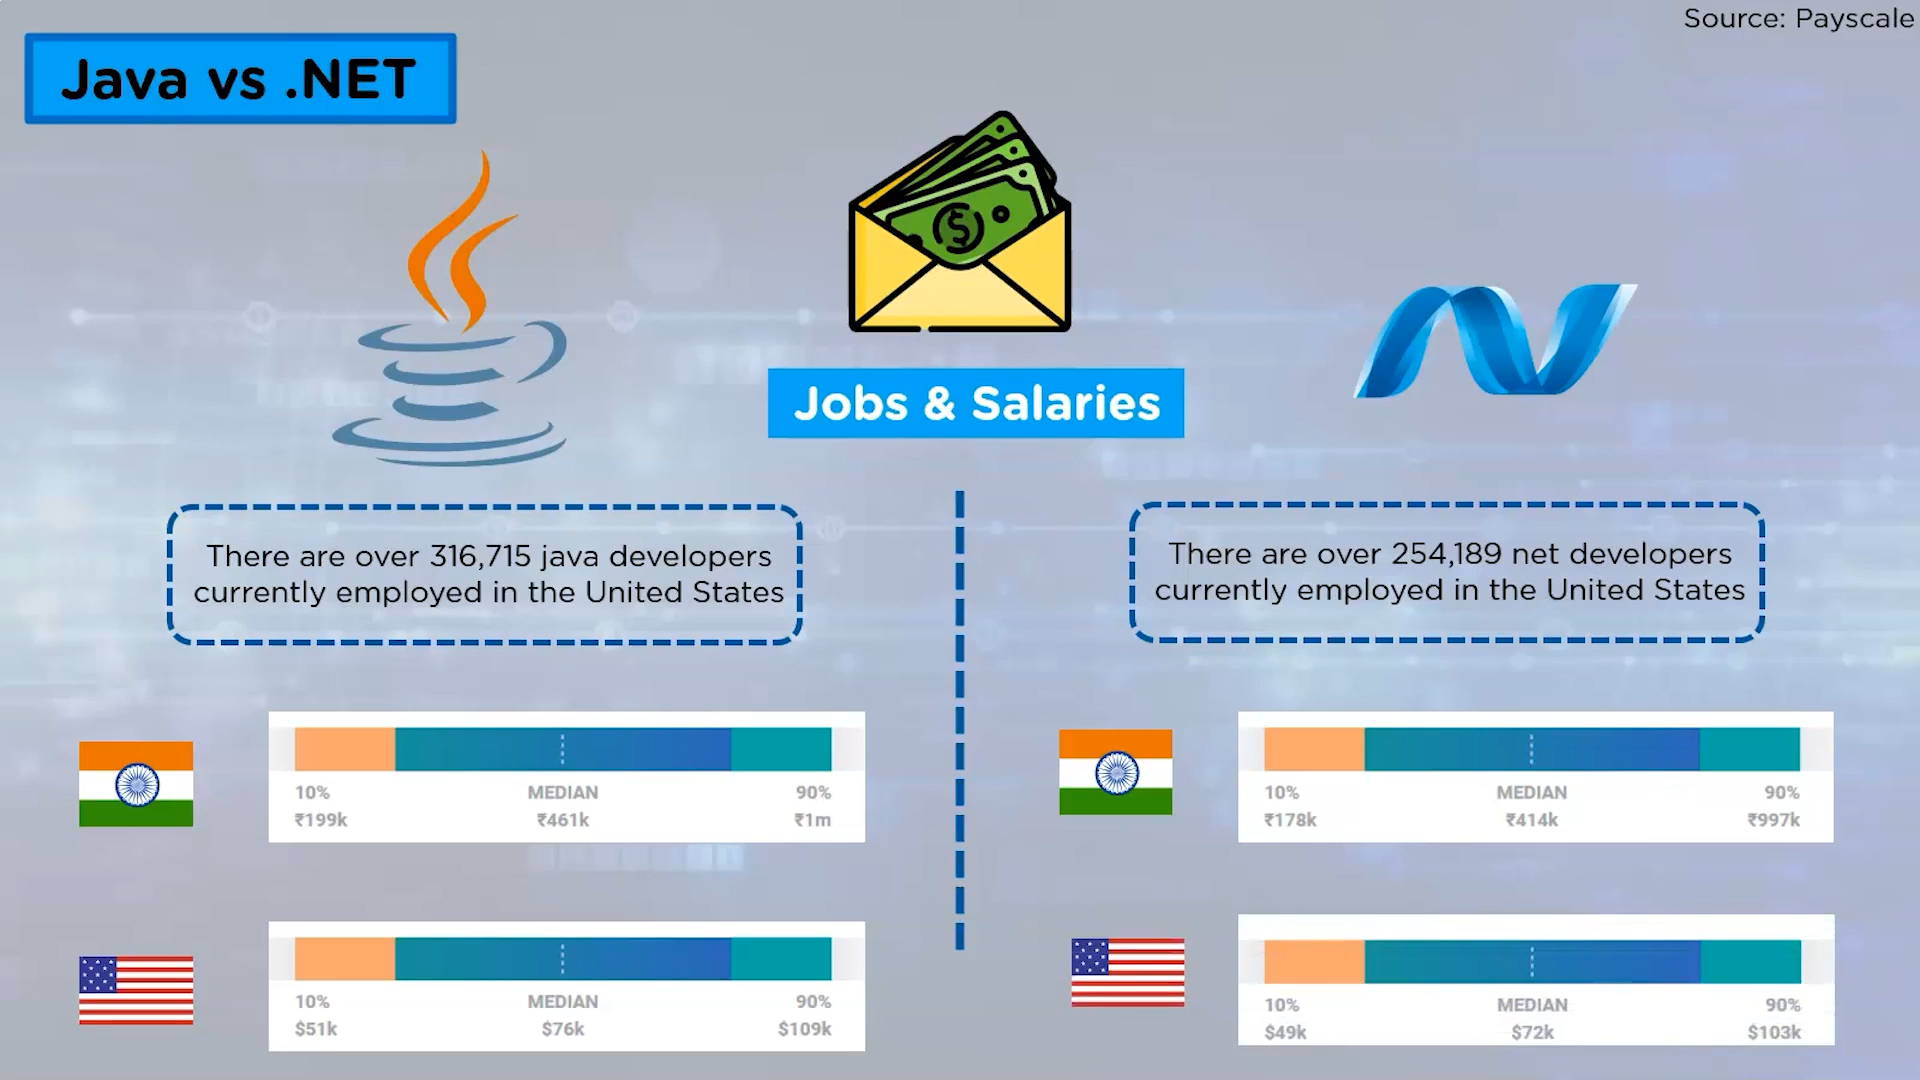 Source: Payscale
Java vs .NET
Jobs & Salaries
There are over 316,715 java developers
currently employed in the United States
There are over 254,189 net developers
currently employed in the United States
10% MEDIAN 90%
₹199k ₹461k ₹1m
10% MEDIAN 90%
₹178k ₹414k ₹997k
10% MEDIAN 90%
$51k $76k $109k
10% MEDIAN 90%
$49k $72k $103k